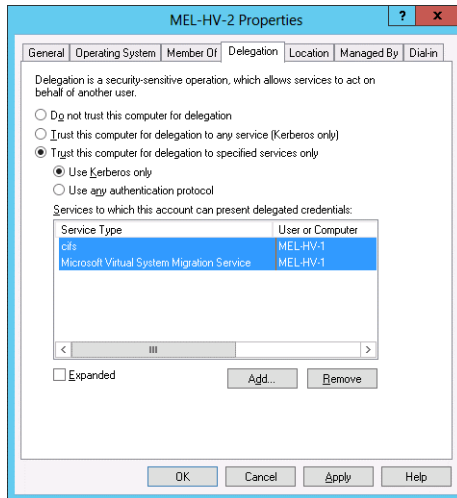 MEL-HV-2 Properties
? x
General Operating System Member Of Delegation Location Managed By Dial-in
Delegation is a security-sensitive operation, which allows services to act on
behalf of another user.
Do not trust this computer for delegation
Trust this computer for delegation to any service (Kerberos only)
Trust this computer for delegation to specified services only
Use Kerberos only
Use any authentication protocol
Services to which this account can present delegated credentials:
Service Type User or Computer
cifs MEL-HV-1
Microsoft Virtual System Migration Service MEL-HV-1
Expanded Add... Remove
OK Cancel Apply Help